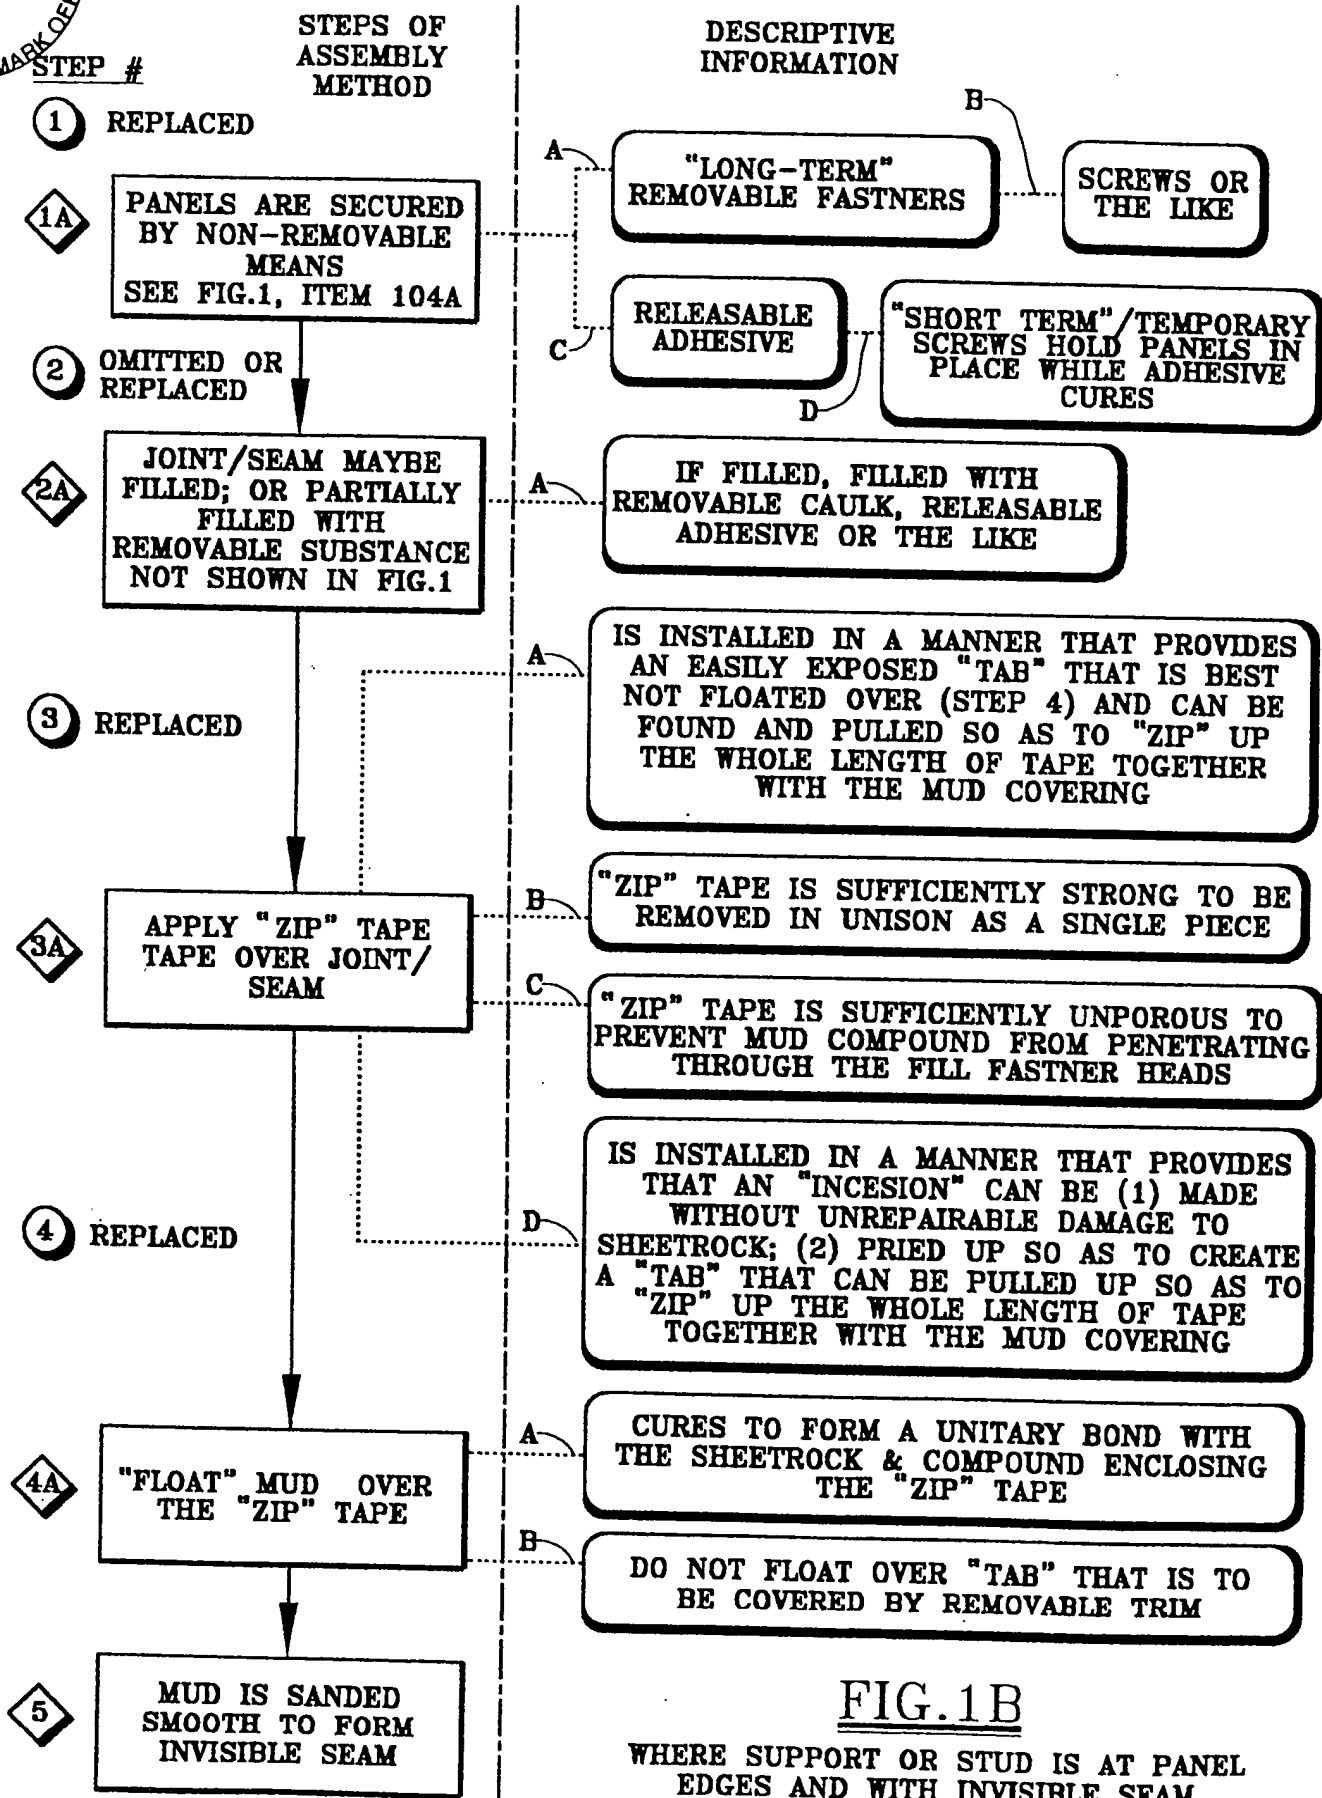 STEPS OF
ASSEMBLY
METHOD
DESCRIPTIVE
INFORMATION
STEP #
1 REPLACED
1A
PANELS ARE SECURED
BY NON-REMOVABLE
MEANS
SEE FIG.1, ITEM 104A
A
"LONG-TERM"
REMOVABLE FASTNERS
B
SCREWS OR
THE LIKE
C
RELEASABLE
ADHESIVE
D
"SHORT TERM"/TEMPORARY
SCREWS HOLD PANELS IN
PLACE WHILE ADHESIVE
CURES
2 OMITTED OR
REPLACED
2A
JOINT/SEAM MAYBE
FILLED; OR PARTIALLY
FILLED WITH
REMOVABLE SUBSTANCE
NOT SHOWN IN FIG.1
A
IF FILLED, FILLED WITH
REMOVABLE CAULK, RELEASABLE
ADHESIVE OR THE LIKE
3 REPLACED
A
IS INSTALLED IN A MANNER THAT PROVIDES
AN EASILY EXPOSED "TAB" THAT IS BEST
NOT FLOATED OVER (STEP 4) AND CAN BE
FOUND AND PULLED SO AS TO "ZIP" UP
THE WHOLE LENGTH OF TAPE TOGETHER
WITH THE MUD COVERING
3A
APPLY "ZIP" TAPE
TAPE OVER JOINT/
SEAM
B
"ZIP" TAPE IS SUFFICIENTLY STRONG TO BE
REMOVED IN UNISON AS A SINGLE PIECE
C
"ZIP" TAPE IS SUFFICIENTLY UNPOROUS TO
PREVENT MUD COMPOUND FROM PENETRATING
THROUGH THE FILL FASTNER HEADS
4 REPLACED
D
IS INSTALLED IN A MANNER THAT PROVIDES
THAT AN "INCESION" CAN BE (1) MADE
WITHOUT UNREPAIRABLE DAMAGE TO
SHEETROCK; (2) PRIED UP SO AS TO CREATE
A "TAB" THAT CAN BE PULLED UP SO AS TO
"ZIP" UP THE WHOLE LENGTH OF TAPE
TOGETHER WITH THE MUD COVERING
4A
"FLOAT" MUD OVER
THE "ZIP" TAPE
A
CURES TO FORM A UNITARY BOND WITH
THE SHEETROCK & COMPOUND ENCLOSING
THE "ZIP" TAPE
B
DO NOT FLOAT OVER "TAB" THAT IS TO
BE COVERED BY REMOVABLE TRIM
5
MUD IS SANDED
SMOOTH TO FORM
INVISIBLE SEAM
FIG.1B
WHERE SUPPORT OR STUD IS AT PANEL
EDGES AND WITH INVISIBLE SEAM